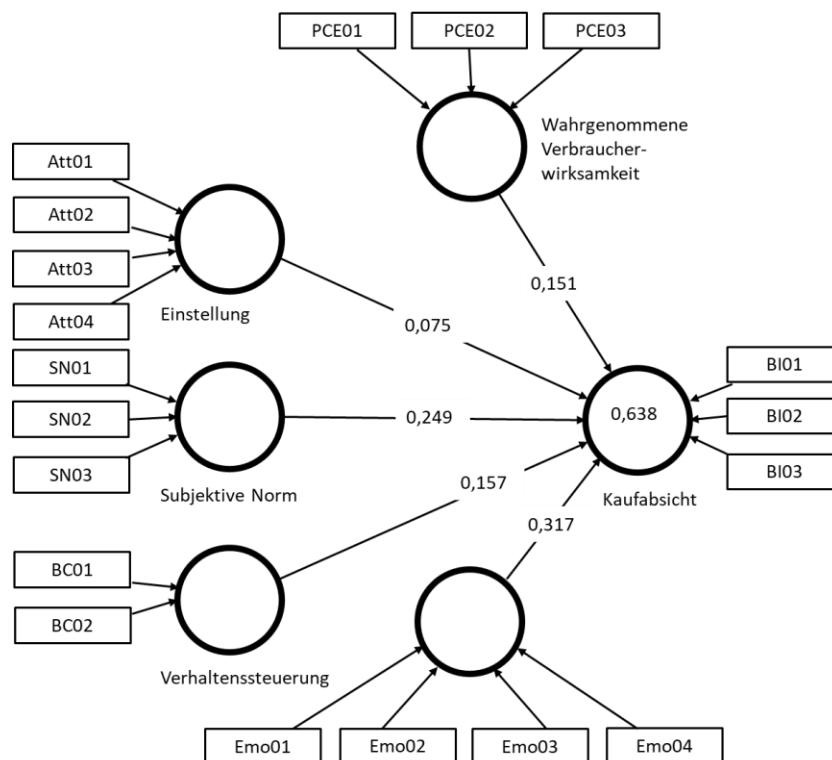 PCE01
PCE02
PCE03
Wahrgenommene
Verbraucher-
wirksamkeit
Att01
Att02
Att03
Att04
Einstellung
0,151
0,075
SN01
SN02
SN03
Subjektive Norm
0,249
0,638
BI01
BI02
BI03
Kaufabsicht
0,157
0,317
BC01
BC02
Verhaltenssteuerung
Emo01
Emo02
Emo03
Emo04